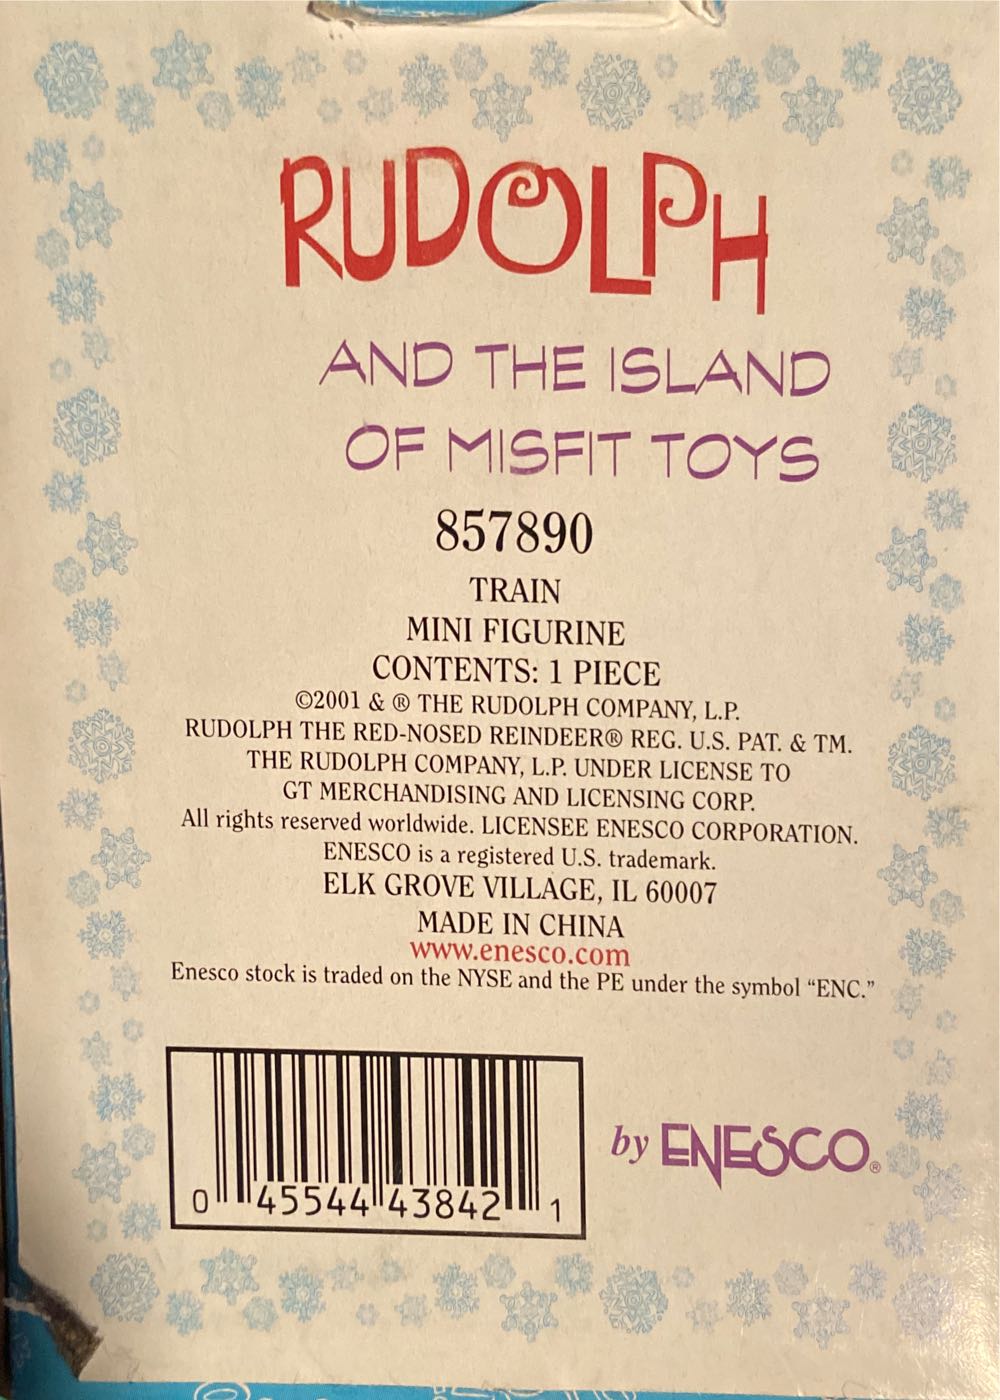 RUDOLPH
AND THE ISLAND
OF MISFIT TOYS
857890
TRAIN
MINI FIGURINE
CONTENTS: 1 PIECE
©2001 & ® THE RUDOLPH COMPANY, L.P.
RUDOLPH THE RED-NOSED REINDEER® REG. U.S. PAT. & TM.
THE RUDOLPH COMPANY, L.P. UNDER LICENSE TO
GT MERCHANDISING AND LICENSING CORP.
All rights reserved worldwide. LICENSEE ENESCO CORPORATION.
ENESCO is a registered U.S. trademark.
ELK GROVE VILLAGE, IL 60007
MADE IN CHINA
www.enesco.com
Enesco stock is traded on the NYSE and the PE under the symbol “ENC.”
by ENESCO®
0 45544 43842 1